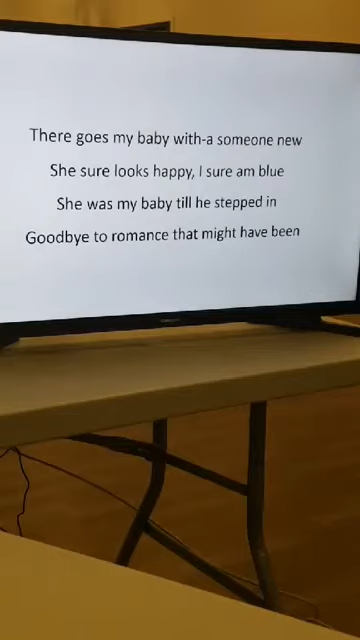 There goes my baby with-a someone new
She sure looks happy, I sure am blue
She was my baby till he stepped in
Goodbye to romance that might have been